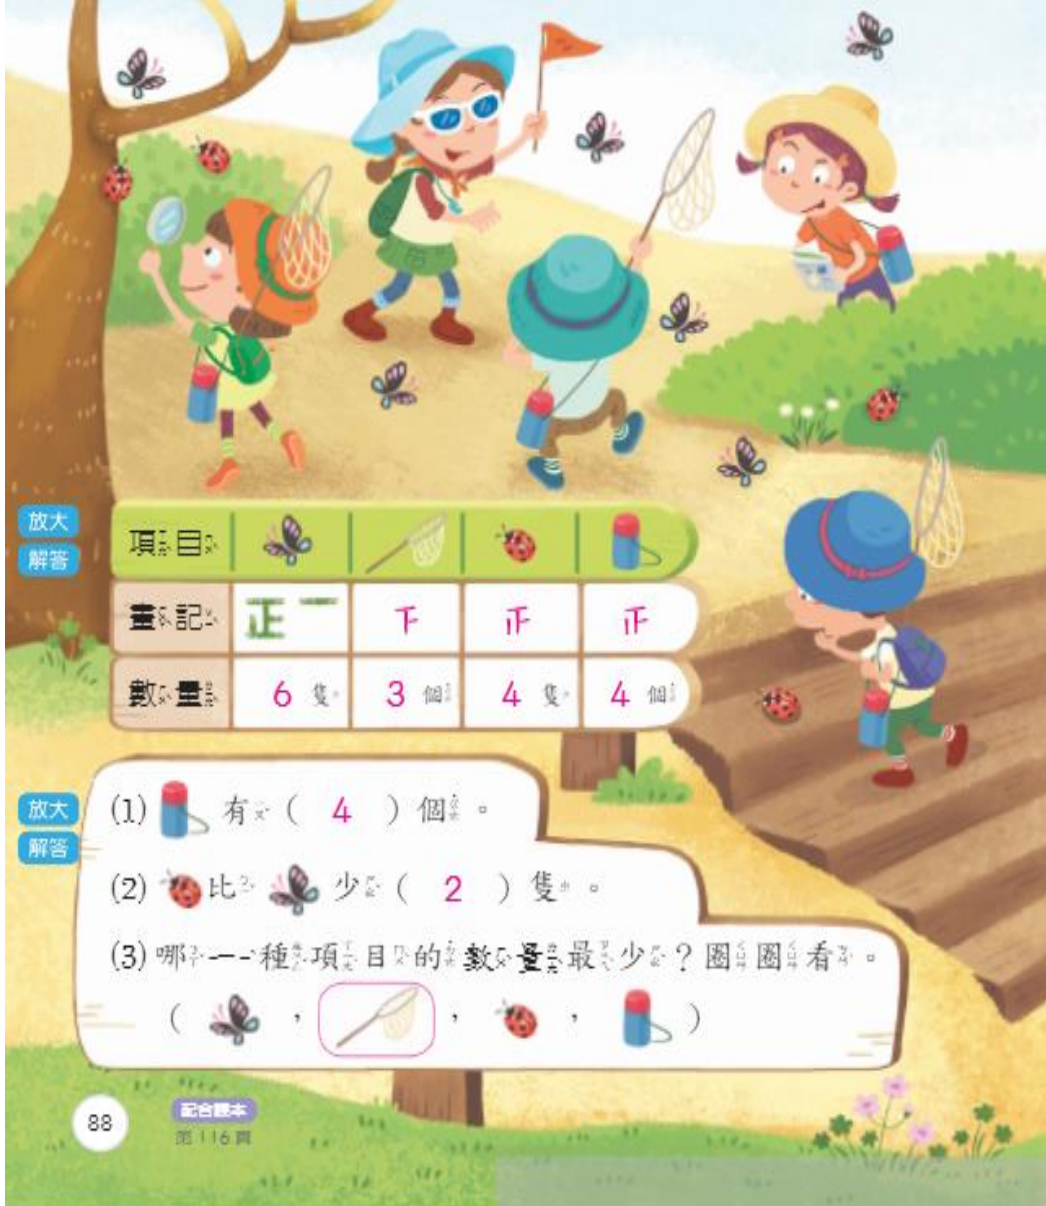 放大
解答
項目
畫記 正一 下 正 正
數量 6隻 3個 4隻 4個
放大
解答
(1) 有( 4 )個。
(2) 比 少( 2 )隻。
(3)哪一種項目的數量最少？圈圈看。
( , , , )
88
配合課本
第116頁